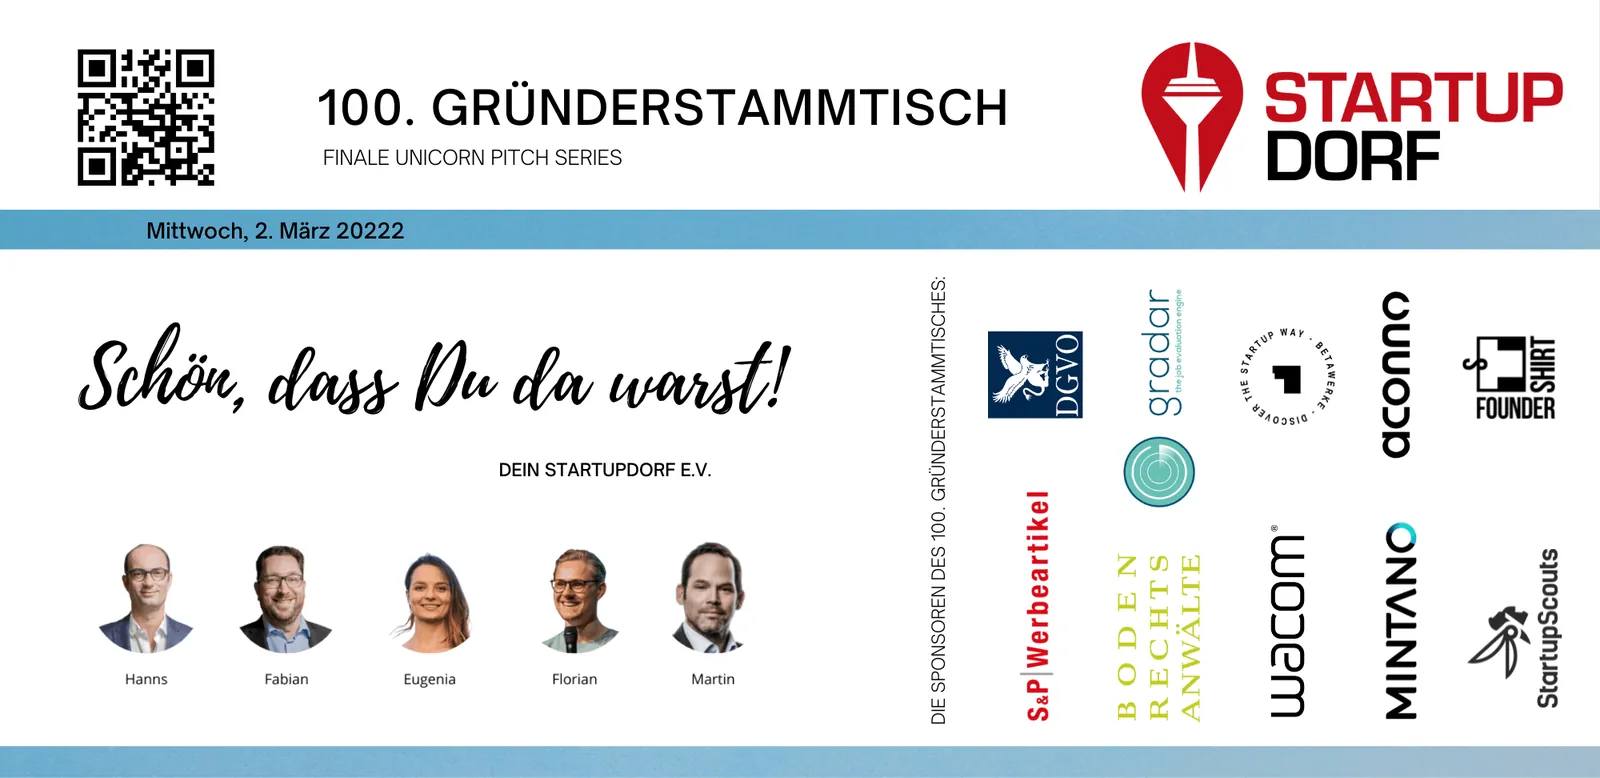 100. GRÜNDERSTAMMTISCH
FINALE UNICORN PITCH SERIES
STARTUP
DORF
Mittwoch, 2. März 20222
Schön, dass Du da warst!
DEIN STARTUPDORF E.V.
Hanns
Fabian
Eugenia
Florian
Martin
DIE SPONSOREN DES 100. GRÜNDERSTAMMTISCHES:
DGVO
S&P|Werbeartikel
gradar
the job evaluation engine
BODEN
RECHTS
ANWÄLTE
DISCOVER THE STARTUP WAY · BETAWERKE ·
wacom®
aconno
MINTANO
FOUNDER
SHIRT
StartupScouts